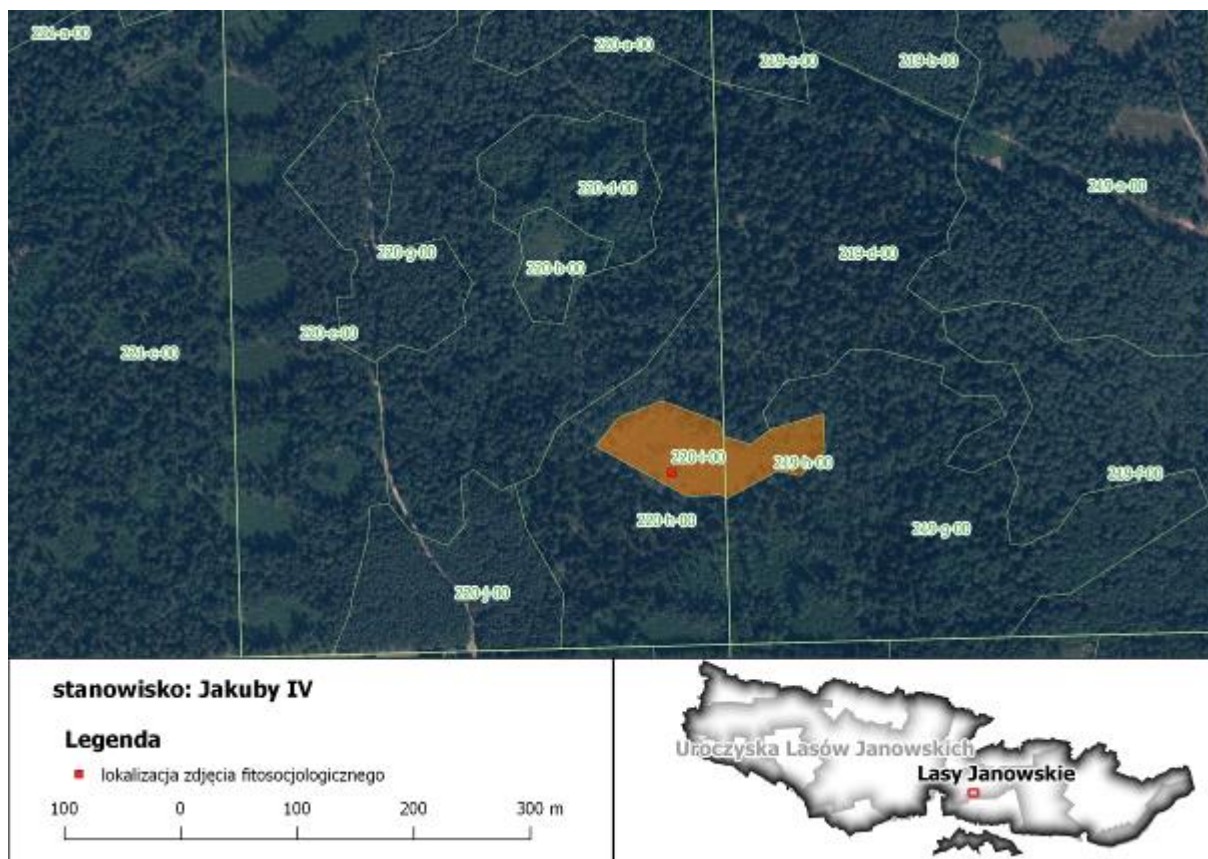 221-a-00
220-a-00
219-c-00
219-b-00
220-d-00
219-a-00
220-g-00
219-d-00
220-b-00
220-c-00
221-c-00
220-i-00
219-h-00
219-f-00
220-h-00
219-g-00
220-j-00
stanowisko: Jakuby IV
Legenda
lokalizacja zdjęcia fitosocjologicznego
100 0 100 200 300 m
Uroczyska Lasów Janowskich
Lasy Janowskie